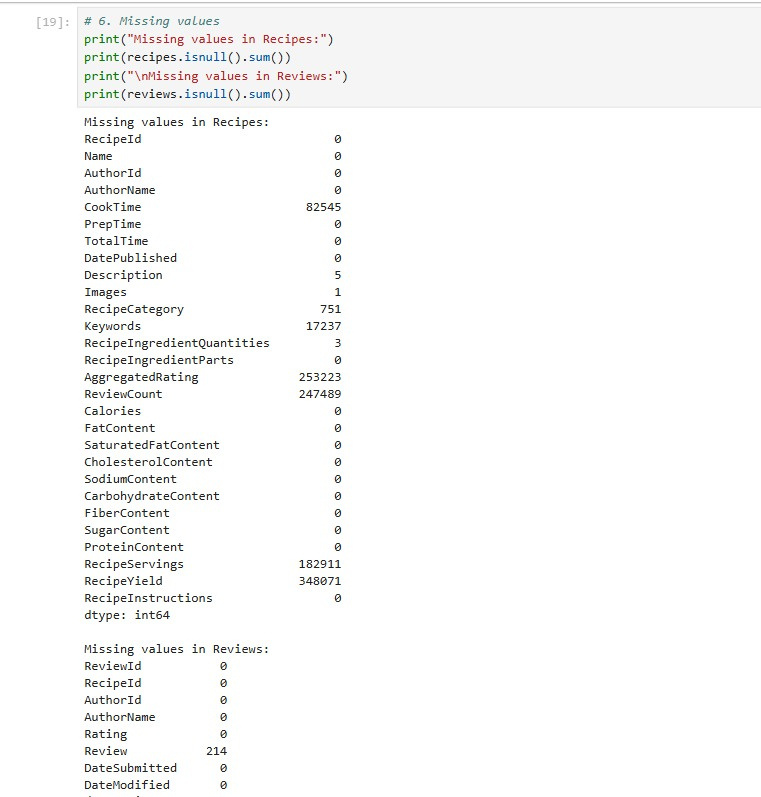 [19]: # 6. Missing values
print("Missing values in Recipes:")
print(recipes.isnull().sum())
print("\nMissing values in Reviews:")
print(reviews.isnull().sum())
Missing values in Recipes:
RecipeId 0
Name 0
AuthorId 0
AuthorName 0
CookTime 82545
PrepTime 0
TotalTime 0
DatePublished 0
Description 5
Images 1
RecipeCategory 751
Keywords 17237
RecipeIngredientQuantities 3
RecipeIngredientParts 0
AggregatedRating 253223
ReviewCount 247489
Calories 0
FatContent 0
SaturatedFatContent 0
CholesterolContent 0
SodiumContent 0
CarbohydrateContent 0
FiberContent 0
SugarContent 0
ProteinContent 0
RecipeServings 182911
RecipeYield 348071
RecipeInstructions 0
dtype: int64
Missing values in Reviews:
ReviewId 0
RecipeId 0
AuthorId 0
AuthorName 0
Rating 0
Review 214
DateSubmitted 0
DateModified 0